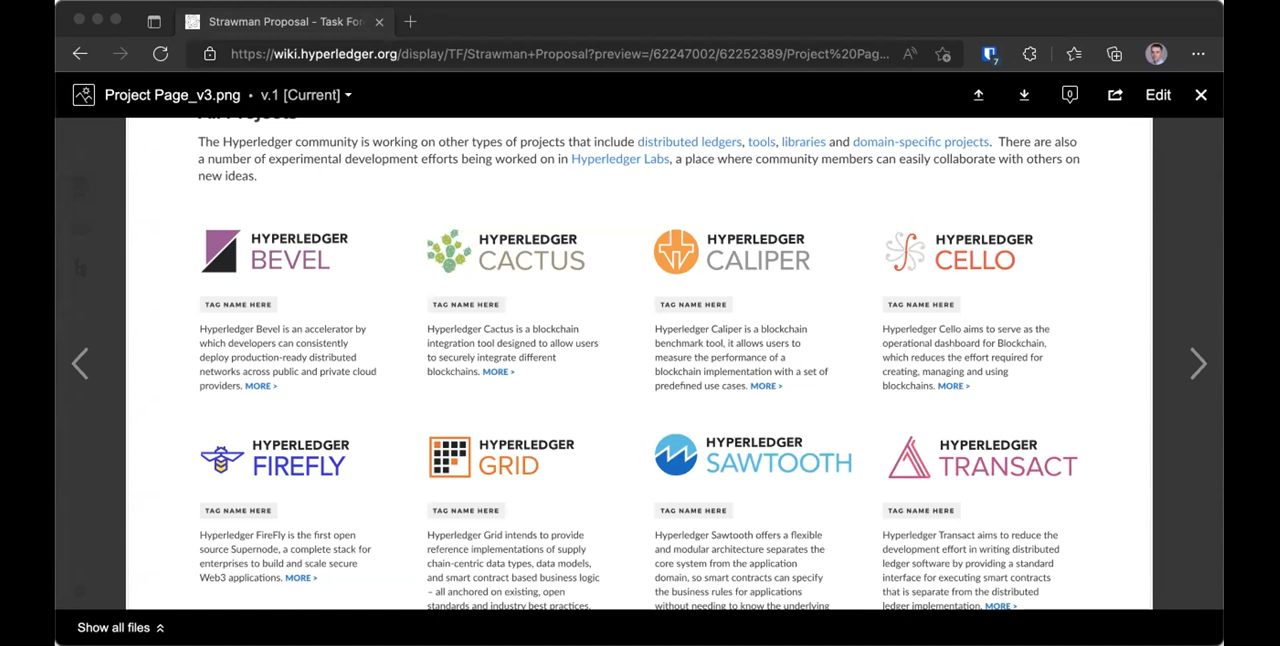 Strawman Proposal - Task For
https://wiki.hyperledger.org/display/TF/Strawman+Proposal?preview=/62247002/62252389/Project%20Pag...
7
Project Page_v3.png • v.1 [Current]
0
Edit
All Projects
The Hyperledger community is working on other types of projects that include distributed ledgers, tools, libraries and domain-specific projects. There are also
a number of experimental development efforts being worked on in Hyperledger Labs, a place where community members can easily collaborate with others on
new ideas.
HYPERLEDGER
BEVEL
HYPERLEDGER
CACTUS
HYPERLEDGER
CALIPER
HYPERLEDGER
CELLO
TAG NAME HERE
TAG NAME HERE
TAG NAME HERE
TAG NAME HERE
Hyperledger Bevel is an accelerator by
which developers can consistently
deploy production-ready distributed
networks across public and private cloud
providers. MORE >
Hyperledger Cactus is a blockchain
integration tool designed to allow users
to securely integrate different
blockchains. MORE >
Hyperledger Caliper is a blockchain
benchmark tool, it allows users to
measure the performance of a
blockchain implementation with a set of
predefined use cases. MORE >
Hyperledger Cello aims to serve as the
operational dashboard for Blockchain,
which reduces the effort required for
creating, managing and using
blockchains. MORE >
HYPERLEDGER
FIREFLY
HYPERLEDGER
GRID
HYPERLEDGER
SAWTOOTH
HYPERLEDGER
TRANSACT
TAG NAME HERE
TAG NAME HERE
TAG NAME HERE
TAG NAME HERE
Hyperledger FireFly is the first open
source Supernode, a complete stack for
enterprises to build and scale secure
Web3 applications. MORE >
Hyperledger Grid intends to provide
reference implementations of supply
chain-centric data types, data models,
and smart contract based business logic
– all anchored on existing, open
standards and industry best practices.
Hyperledger Sawtooth offers a flexible
and modular architecture separates the
core system from the application
domain, so smart contracts can specify
the business rules for applications
without needing to know the underlying
Hyperledger Transact aims to reduce the
development effort in writing distributed
ledger software by providing a standard
interface for executing smart contracts
that is separate from the distributed
ledger implementation. MORE >
Show all files